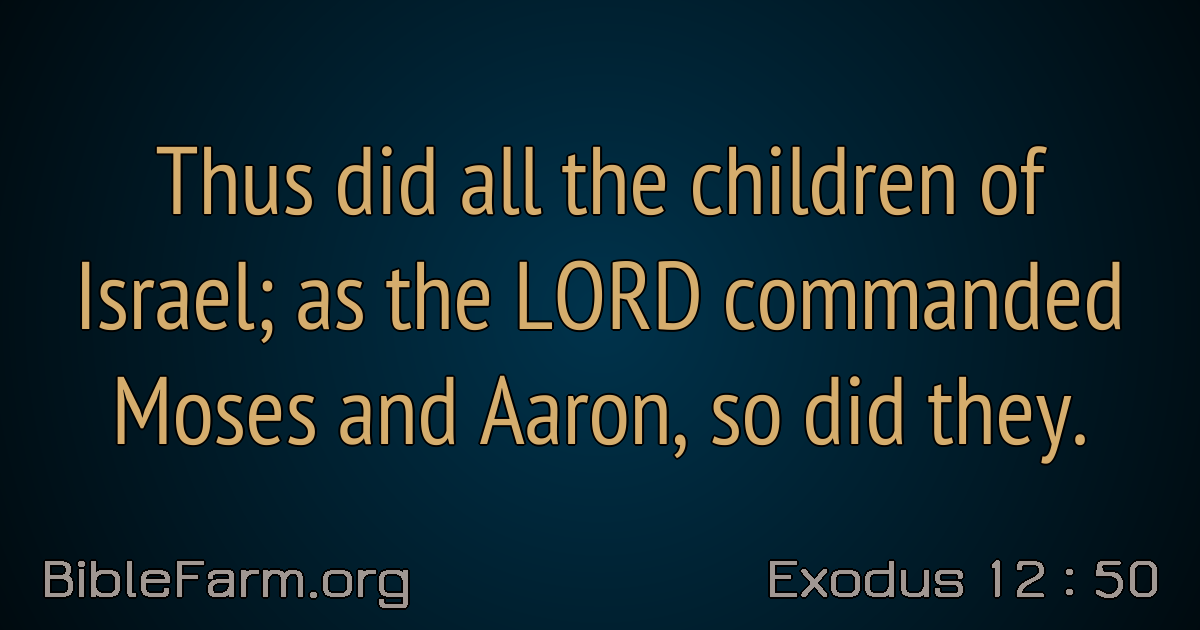 Thus did all the children of
Israel; as the LORD commanded
Moses and Aaron, so did they.
BibleFarm.org
Exodus 12 : 50